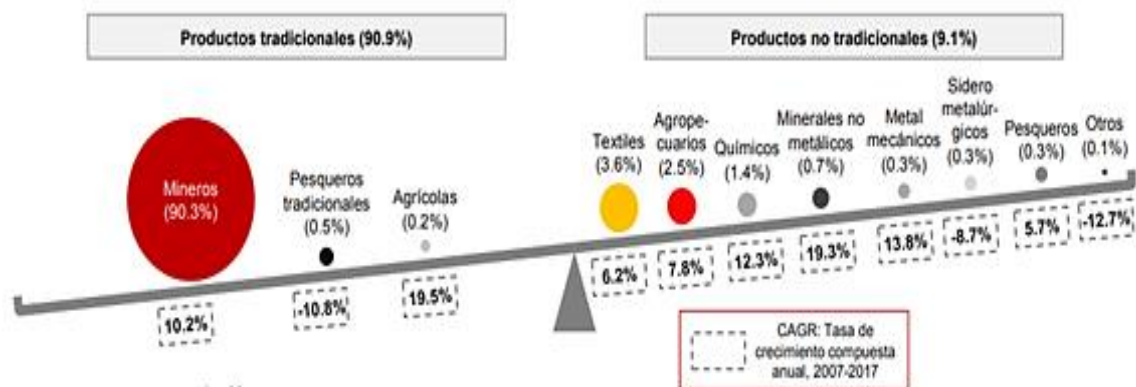 Productos tradicionales (90.9%)
Productos no tradicionales (9.1%)
Mineros
(90.3%)
Pesqueros
tradicionales
(0.5%)
Agrícolas
(0.2%)
Textiles
(3.6%)
Agrope-
cuarios
(2.5%)
Químicos
(1.4%)
Minerales no
metálicos
(0.7%)
Metal
mecánicos
(0.3%)
Sidero
metalúr-
gicos
(0.3%)
Pesqueros
(0.3%)
Otros
(0.1%)
10.2%
-10.8%
19.5%
6.2%
7.8%
12.3%
19.3%
13.8%
-8.7%
5.7%
-12.7%
CAGR: Tasa de
crecimiento compuesta
anual, 2007-2017